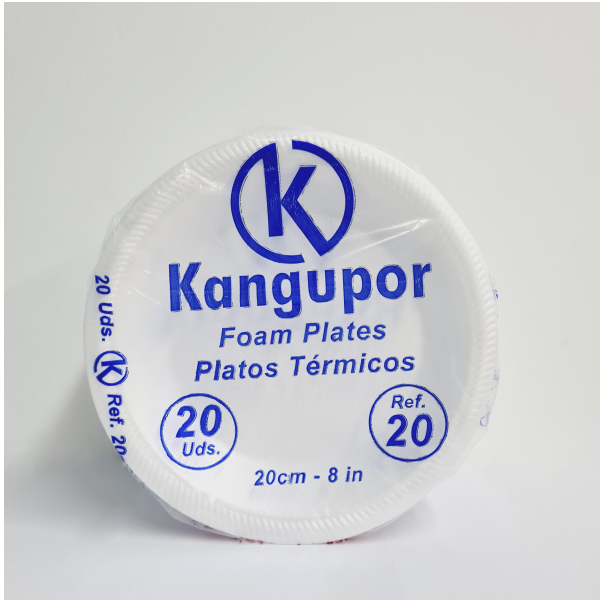 K
Kangupor
Foam Plates
Platos Térmicos
20
Uds.
Ref.
20
20cm - 8 in
20 Uds. K Ref. 20